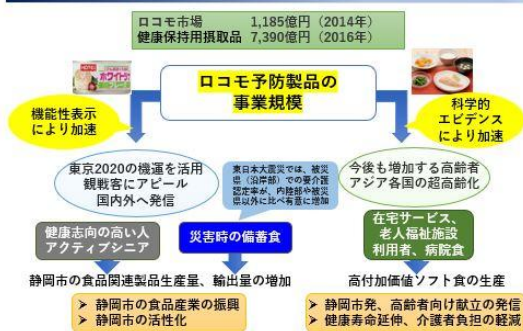 ロコモ市場 1,185億円（2014年）
健康保持用摂取品 7,390億円（2016年）
ロコモ予防製品の
事業規模
機能性表示
により加速
科学的
エビデンス
により加速
東京2020の機運を活用
観戦客にアピール
国内外へ発信
東日本大震災では、被災
県（沿岸部）での要介護
認定率が、内陸部や被災
県以外に比べ有意に増加
今後も増加する高齢者
アジア各国の超高齢化
健康志向の高い人
アクティブシニア
災害時の備蓄食
在宅サービス、
老人福祉施設
利用者、病院食
静岡市の食品関連製品生産量、輸出量の増加
高付加価値ソフト食の生産
➢ 静岡市の食品産業の振興
➢ 静岡市の活性化
➢ 静岡市発、高齢者向け献立の発信
➢ 健康寿命延伸、介護者負担の軽減